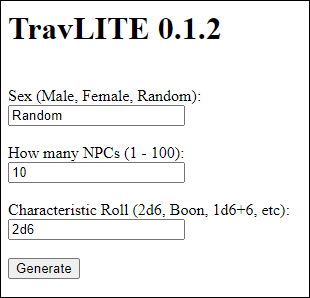 TravLITE 0.1.2
Sex (Male, Female, Random):
Random
How many NPCs (1 - 100):
10
Characteristic Roll (2d6, Boon, 1d6+6, etc):
2d6
Generate